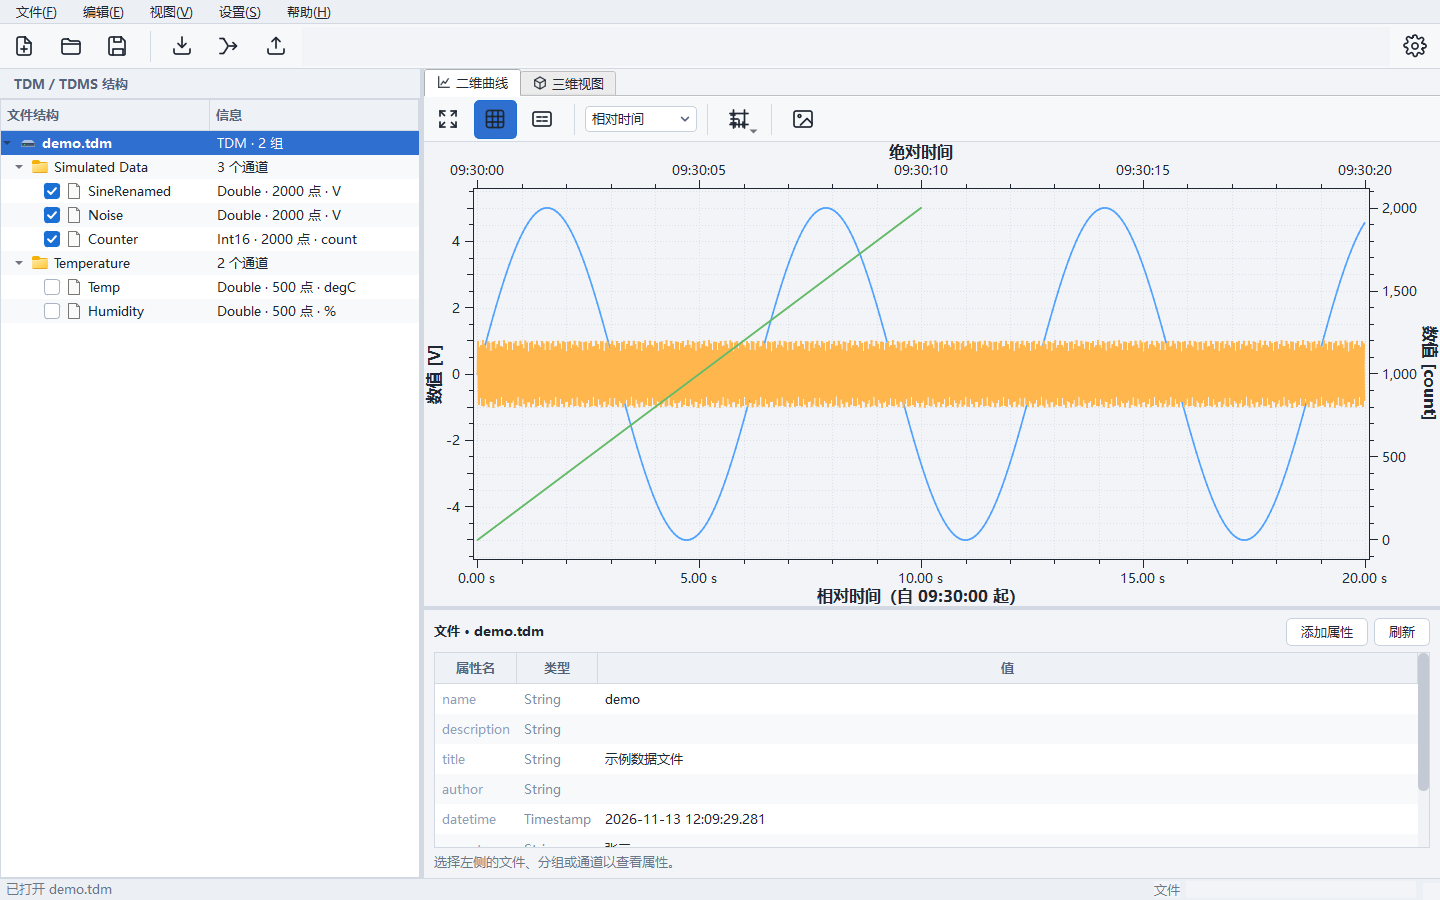 文件(F) 编辑(E) 视图(V) 设置(S) 帮助(H)
TDM / TDMS 结构
文件结构 信息
demo.tdm TDM · 2 组
Simulated Data 3 个通道
SineRenamed Double · 2000 点 · V
Noise Double · 2000 点 · V
Counter Int16 · 2000 点 · count
Temperature 2 个通道
Temp Double · 500 点 · degC
Humidity Double · 500 点 · %
二维曲线 三维视图
相对时间
绝对时间
09:30:00 09:30:05 09:30:10 09:30:15 09:30:20
数值 [V]
4
2
0
-2
-4
2,000
1,500
1,000
500
0
数值 [count]
0.00 s 5.00 s 10.00 s 15.00 s 20.00 s
相对时间（自 09:30:00 起）
文件 • demo.tdm 添加属性 刷新
属性名 类型 值
name String demo
description String
title String 示例数据文件
author String
datetime Timestamp 2026-11-13 12:09:29.281
选择左侧的文件、分组或通道以查看属性。
已打开 demo.tdm 文件